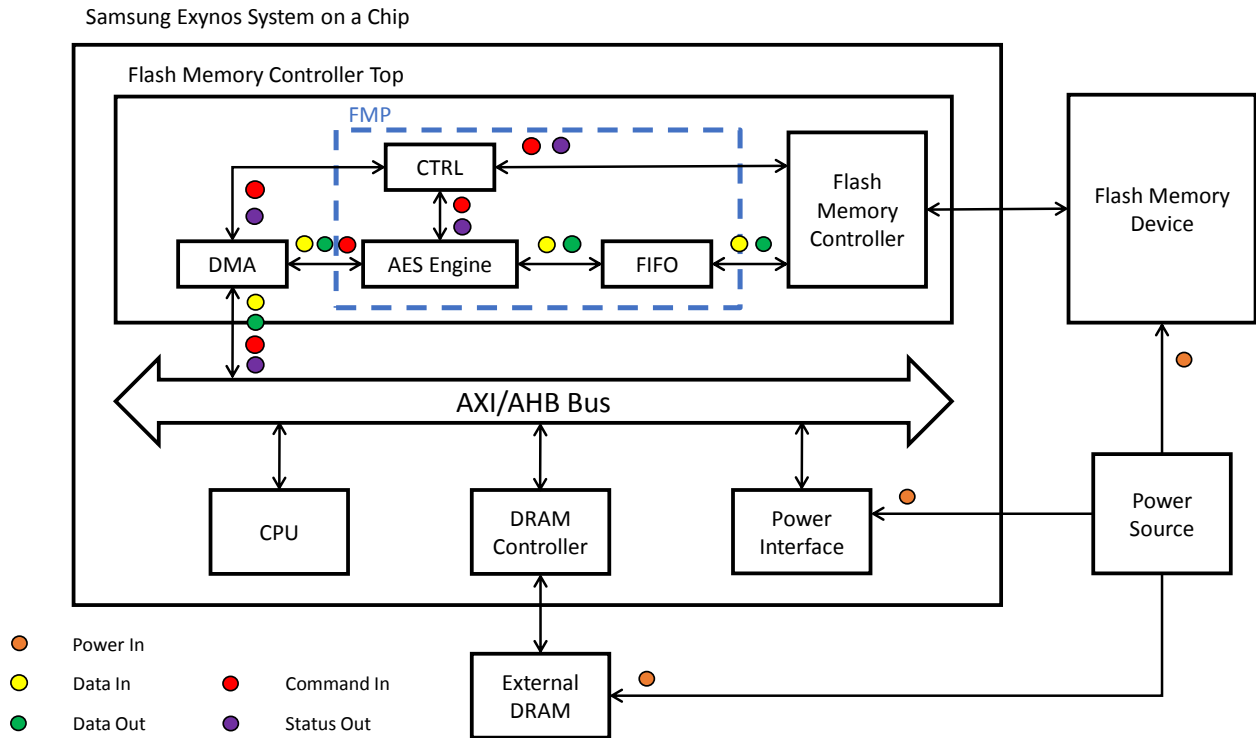 Samsung Exynos System on a Chip
Flash Memory Controller Top
FMP
CTRL
Flash
Memory
Controller
Flash Memory
Device
DMA
AES Engine
FIFO
AXI/AHB Bus
CPU
DRAM
Controller
Power
Interface
Power
Source
External
DRAM
Power In
Data In
Command In
Data Out
Status Out